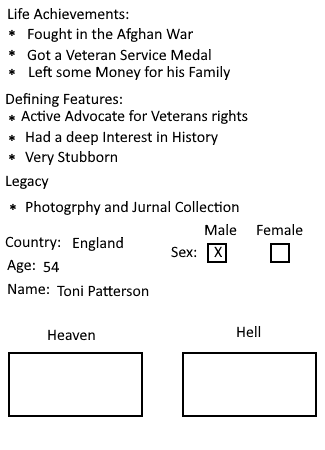 Life Achievements:
* Fought in the Afghan War
* Got a Veteran Service Medal
* Left some Money for his Family
Defining Features:
* Active Advocate for Veterans rights
* Had a deep Interest in History
* Very Stubborn
Legacy
* Photogrphy and Jurnal Collection
Male Female
Country: England
Sex: X
Age: 54
Name: Toni Patterson
Heaven Hell